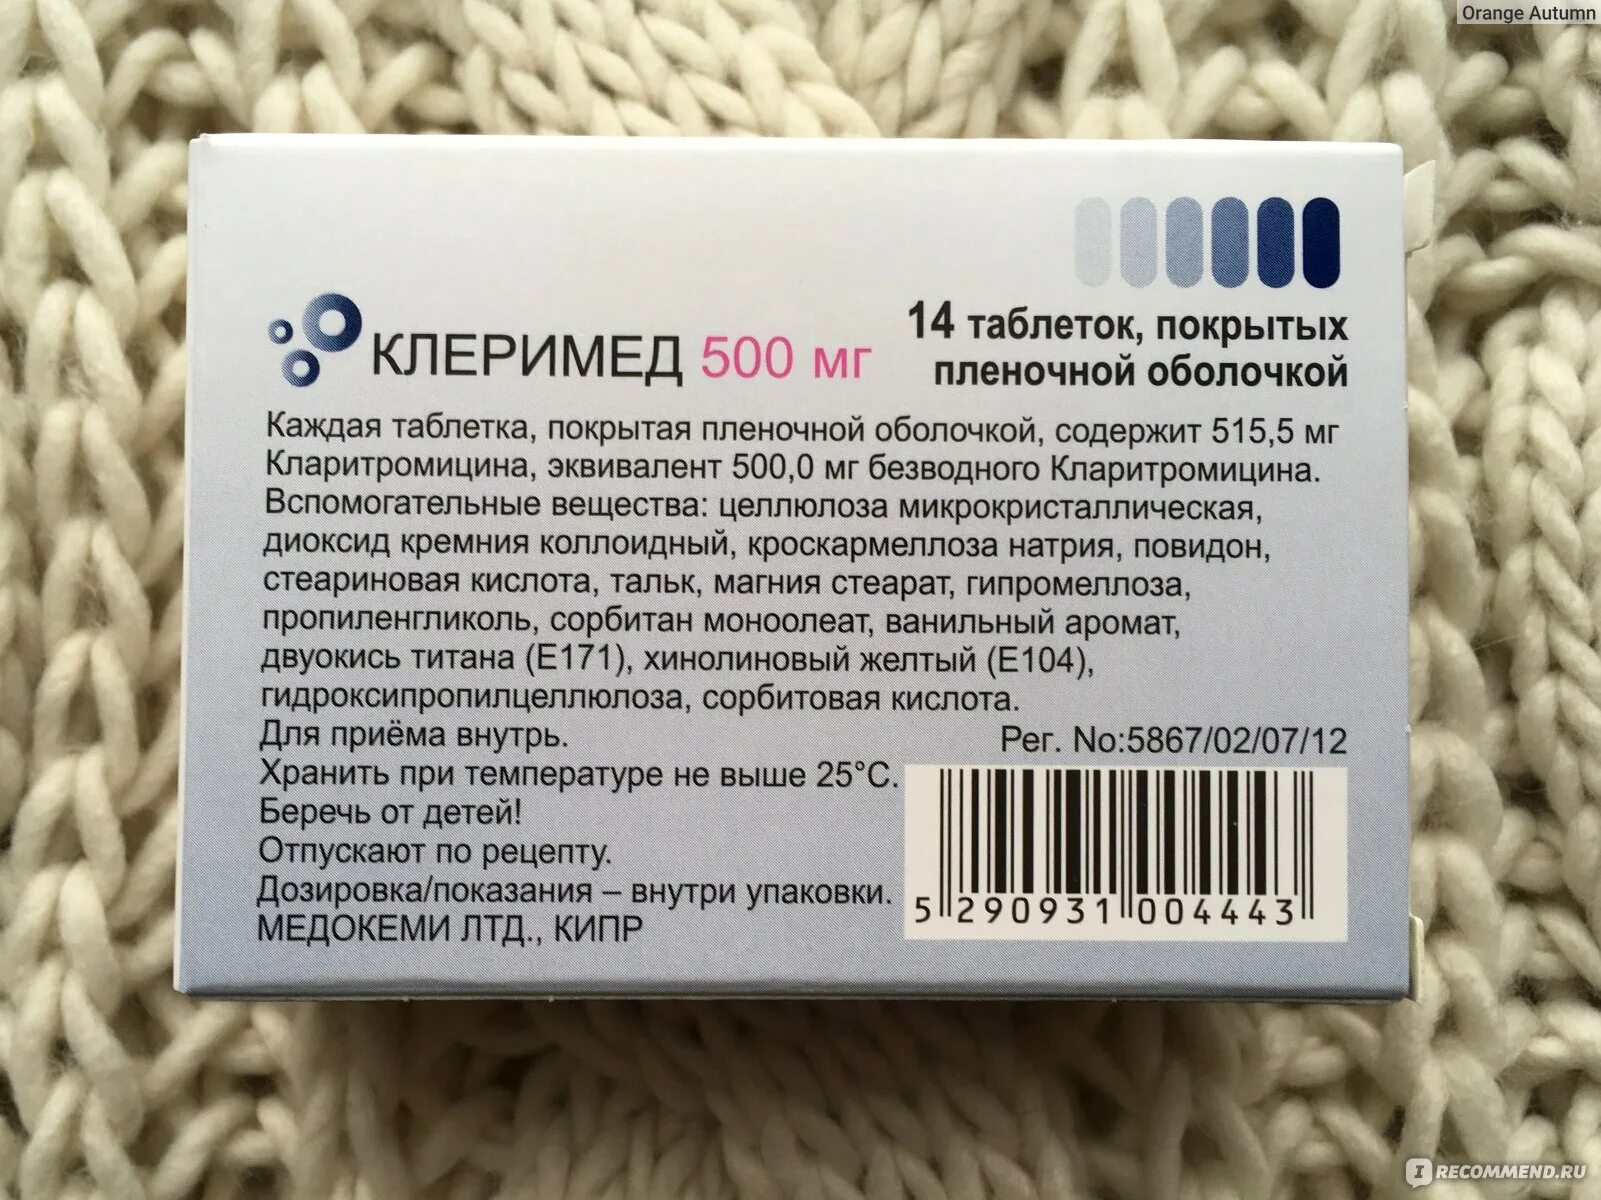 Orange Autumn
КЛЕРИМЕД 500 мг
14 таблеток, покрытых
пленочной оболочкой
Каждая таблетка, покрытая пленочной оболочкой, содержит 515,5 мг
Кларитромицина, эквивалент 500,0 мг безводного Кларитромицина.
Вспомогательные вещества: целлюлоза микрокристаллическая,
диоксид кремния коллоидный, кроскармеллоза натрия, повидон,
стеариновая кислота, тальк, магния стеарат, гипромеллоза,
пропиленгликоль, сорбитан моноолеат, ванильный аромат,
двуокись титана (Е171), хинолиновый желтый (Е104),
гидроксипропилцеллюлоза, сорбитовая кислота.
Для приёма внутрь.
Рег. No:5867/02/07/12
Хранить при температуре не выше 25°С.
Беречь от детей!
Отпускают по рецепту.
Дозировка/показания – внутри упаковки.
МЕДОКЕМИ ЛТД., КИПР
5 290931 004443
IRECOMMEND.RU